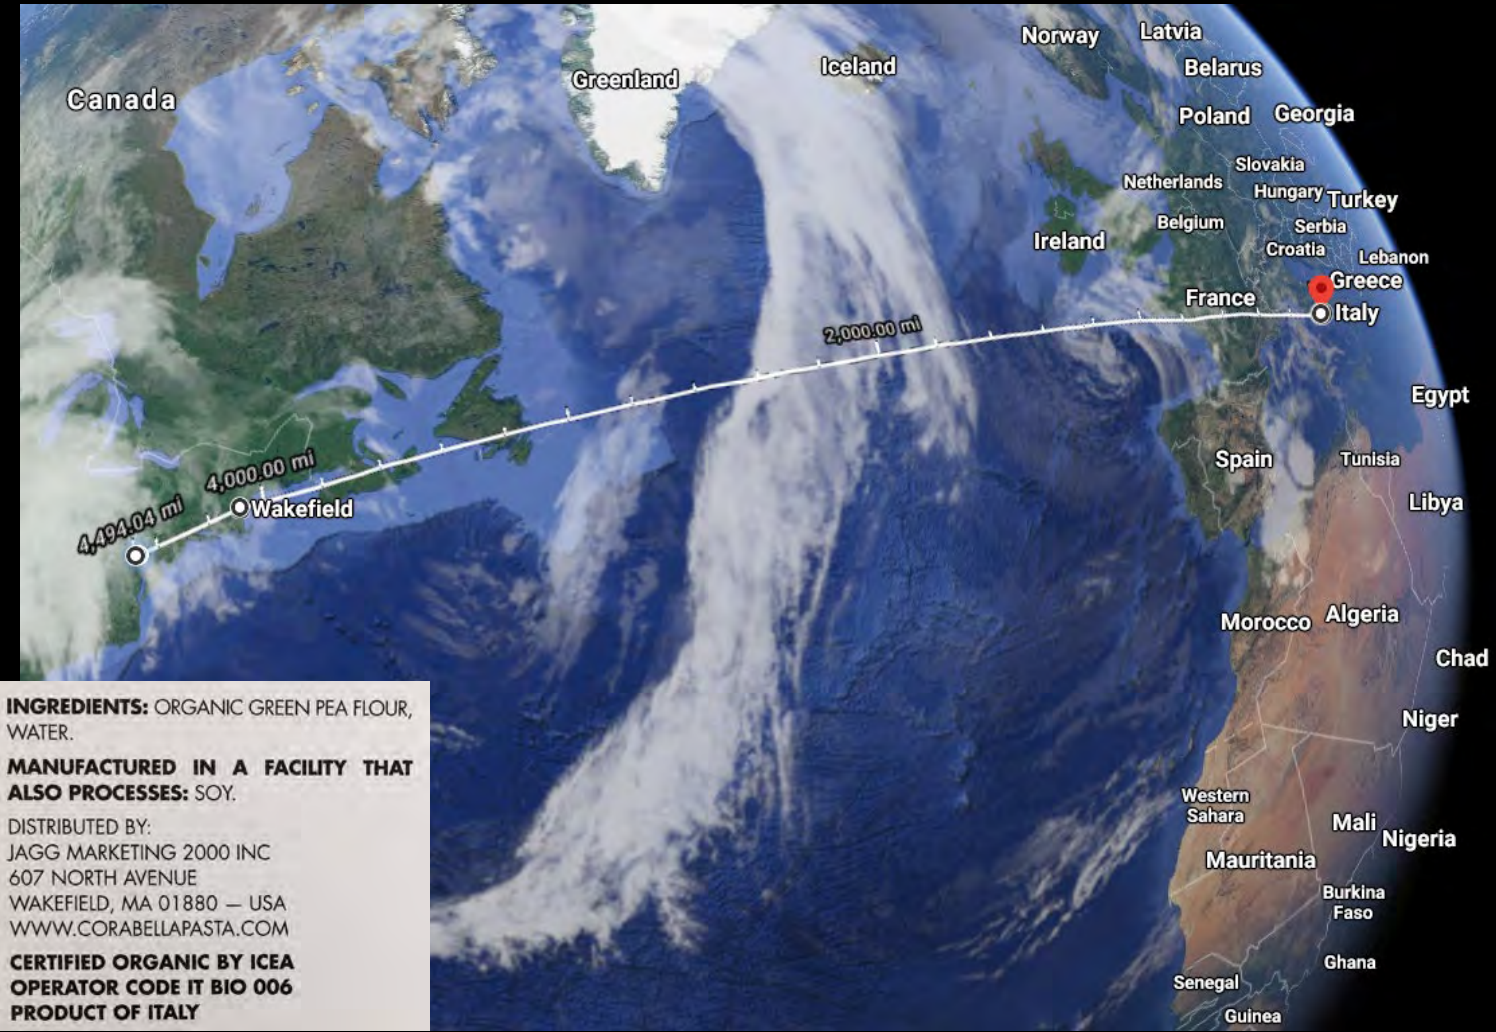 Norway
Latvia
Iceland
Greenland
Belarus
Canada
Poland
Georgia
Slovakia
Netherlands
Hungary
Turkey
Belgium
Serbia
Ireland
Croatia
Lebanon
Greece
France
Italy
2,000.00 mi
Egypt
Spain
Tunisia
4,000.00 mi
Wakefield
4,494.04 mi
Libya
Morocco
Algeria
Chad
Niger
Western
Sahara
Mali
Nigeria
Mauritania
Burkina
Faso
Ghana
Senegal
Guinea
INGREDIENTS: ORGANIC GREEN PEA FLOUR,
WATER.
MANUFACTURED IN A FACILITY THAT
ALSO PROCESSES: SOY.
DISTRIBUTED BY:
JAGG MARKETING 2000 INC
607 NORTH AVENUE
WAKEFIELD, MA 01880 – USA
WWW.CORABELLAPASTA.COM
CERTIFIED ORGANIC BY ICEA
OPERATOR CODE IT BIO 006
PRODUCT OF ITALY